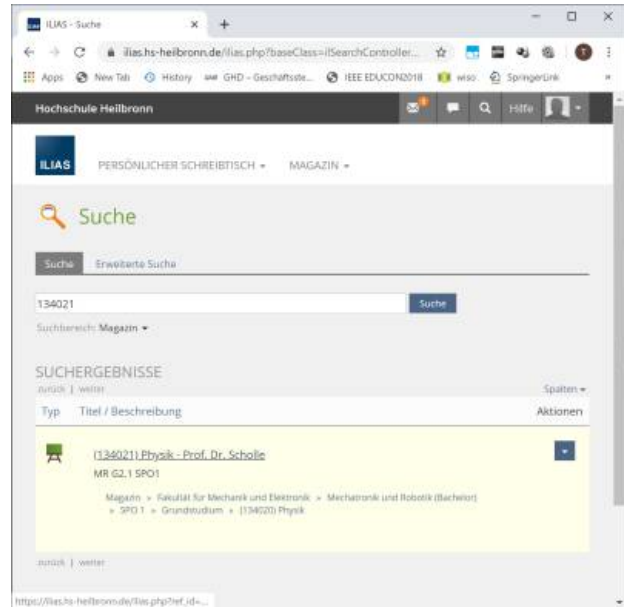 ILIAS - Suche
ilias.hs-heilbronn.de/ilias.php?baseClass=ilSearchController...
Apps New Tab History GHD - Geschäftsste... IEEE EDUCON2018 wiso SpringerLink
Hochschule Heilbronn
Hilfe
ILIAS PERSÖNLICHER SCHREIBTISCH MAGAZIN
Suche
Suche Erweiterte Suche
134021 Suche
Suchbereich: Magazin
SUCHERGEBNISSE
zurück | weiter Spalten
Typ Titel / Beschreibung Aktionen
(134021) Physik - Prof. Dr. Scholle
MR G2.1 SPO1
Magazin » Fakultät für Mechanik und Elektronik » Mechatronik und Robotik (Bachelor)
» SPO 1 » Grundstudium » (134020) Physik
zurück | weiter
https://ilias.hs-heilbronn.de/ilias.php?ref_id=...